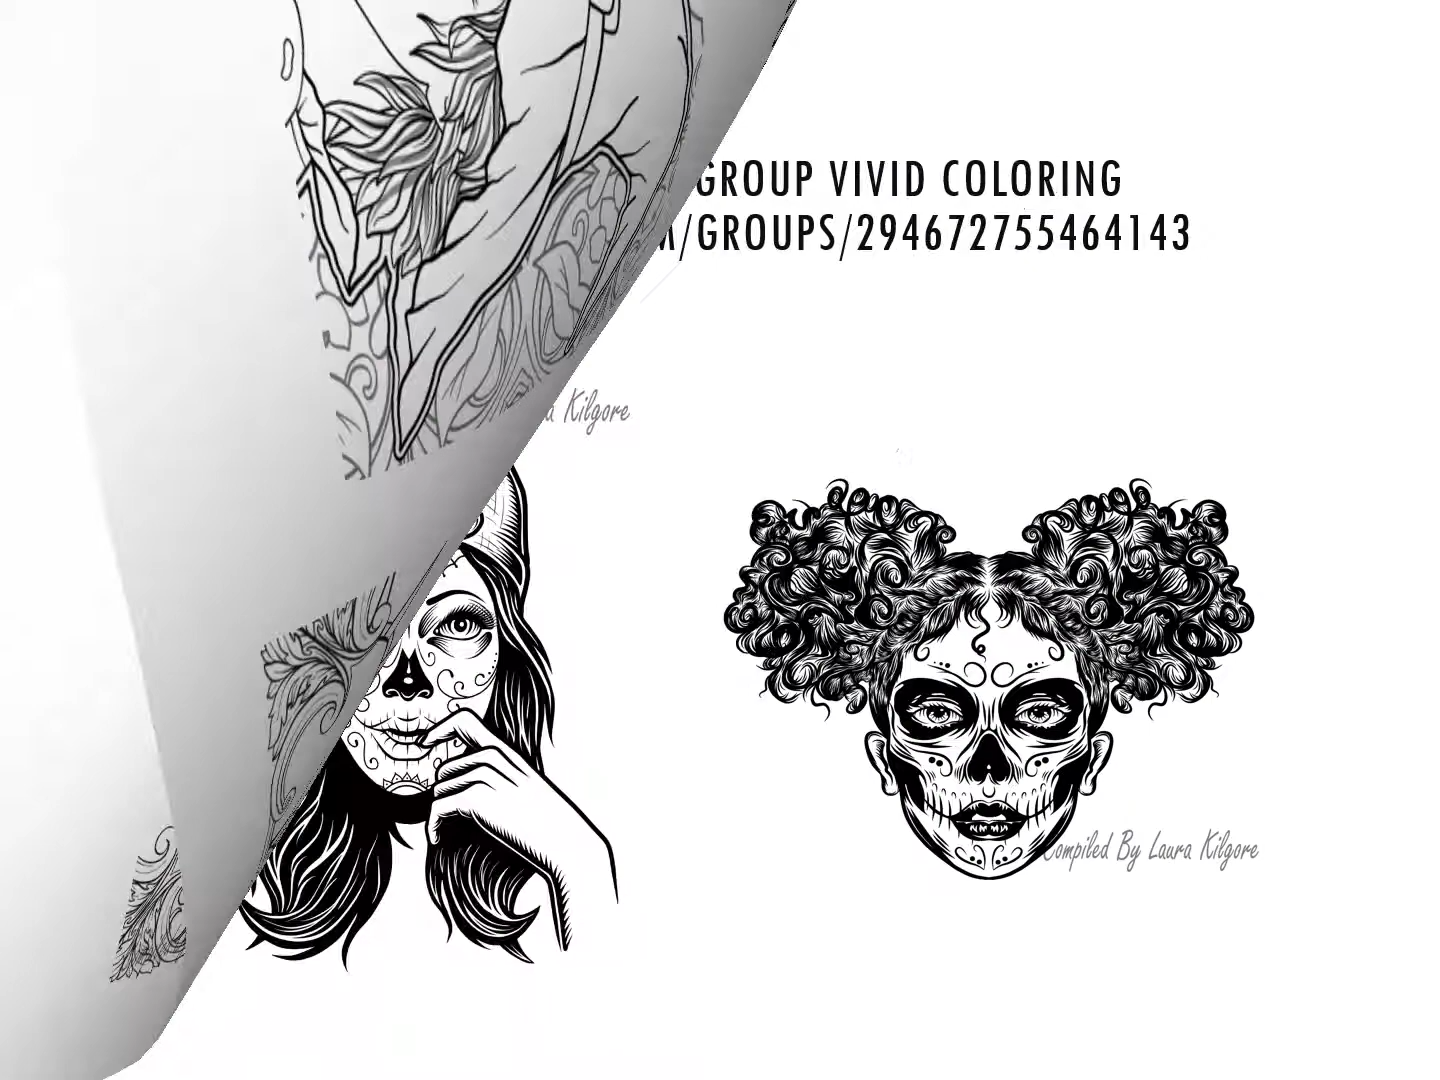 GROUP VIVID COLORING
M/GROUPS/294672755464143
a Kilgore
Compiled By Laura Kilgore